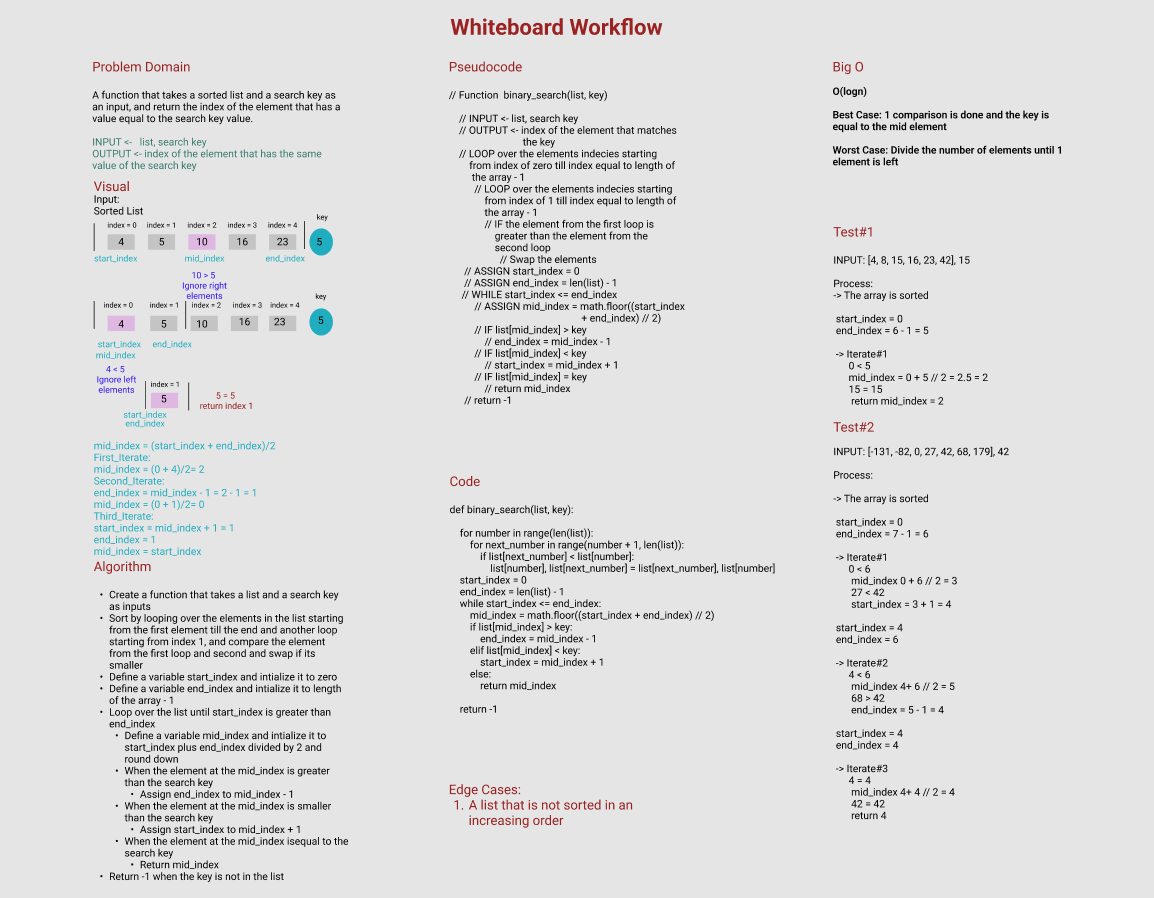 Whiteboard Workflow
Problem Domain
A function that takes a sorted list and a search key as
an input, and return the index of the element that has a
value equal to the search key value.
INPUT <-   list, search key
OUTPUT <- index of the element that has the same
value of the search key
Visual
Input:
Sorted List
key
index = 0 index = 1 index = 2 index = 3 index = 4
4 5 10 16 23 5
start_index mid_index end_index
10 > 5
Ignore right
elements
key
index = 0 index = 1 index = 2 index = 3 index = 4
4 5 10 16 23 5
start_index end_index
mid_index
4 < 5
Ignore left
elements
index = 1
5
5 = 5
return index 1
start_index
end_index
mid_index = (start_index + end_index)/2
First_Iterate:
mid_index = (0 + 4)/2= 2
Second_Iterate:
end_index = mid_index - 1 = 2 - 1 = 1
mid_index = (0 + 1)/2= 0
Third_Iterate:
start_index = mid_index + 1 = 1
end_index = 1
mid_index = start_index
Algorithm
• Create a function that takes a list and a search key
as inputs
• Sort by looping over the elements in the list starting
from the first element till the end and another loop
starting from index 1, and compare the element
from the first loop and second and swap if its
smaller
• Define a variable start_index and intialize it to zero
• Define a variable end_index and intialize it to length
of the array - 1
• Loop over the list until start_index is greater than
end_index
• Define a variable mid_index and intialize it to
start_index plus end_index divided by 2 and
round down
• When the element at the mid_index is greater
than the search key
• Assign end_index to mid_index - 1
• When the element at the mid_index is smaller
than the search key
• Assign start_index to mid_index + 1
• When the element at the mid_index isequal to the
search key
• Return mid_index
• Return -1 when the key is not in the list
Pseudocode
// Function  binary_search(list, key)
// INPUT <- list, search key
// OUTPUT <- index of the element that matches
the key
// LOOP over the elements indecies starting
from index of zero till index equal to length of
the array - 1
// LOOP over the elements indecies starting
from index of 1 till index equal to length of
the array - 1
// IF the element from the first loop is
greater than the element from the
second loop
// Swap the elements
// ASSIGN start_index = 0
// ASSIGN end_index = len(list) - 1
// WHILE start_index <= end_index
// ASSIGN mid_index = math.floor((start_index
+ end_index) // 2)
// IF list[mid_index] > key
// end_index = mid_index - 1
// IF list[mid_index] < key
// start_index = mid_index + 1
// IF list[mid_index] = key
// return mid_index
// return -1
Code
def binary_search(list, key):
for number in range(len(list)):
for next_number in range(number + 1, len(list)):
if list[next_number] < list[number]:
list[number], list[next_number] = list[next_number], list[number]
start_index = 0
end_index = len(list) - 1
while start_index <= end_index:
mid_index = math.floor((start_index + end_index) // 2)
if list[mid_index] > key:
end_index = mid_index - 1
elif list[mid_index] < key:
start_index = mid_index + 1
else:
return mid_index
return -1
Edge Cases:
1. A list that is not sorted in an
increasing order
Big O
O(logn)
Best Case: 1 comparison is done and the key is
equal to the mid element
Worst Case: Divide the number of elements until 1
element is left
Test#1
INPUT: [4, 8, 15, 16, 23, 42], 15
Process:
-> The array is sorted
start_index = 0
end_index = 6 - 1 = 5
-> Iterate#1
0 < 5
mid_index = 0 + 5 // 2 = 2.5 = 2
15 = 15
return mid_index = 2
Test#2
INPUT: [-131, -82, 0, 27, 42, 68, 179], 42
Process:
-> The array is sorted
start_index = 0
end_index = 7 - 1 = 6
-> Iterate#1
0 < 6
mid_index 0 + 6 // 2 = 3
27 < 42
start_index = 3 + 1 = 4
start_index = 4
end_index = 6
-> Iterate#2
4 < 6
mid_index 4+ 6 // 2 = 5
68 > 42
end_index = 5 - 1 = 4
start_index = 4
end_index = 4
-> Iterate#3
4 = 4
mid_index 4+ 4 // 2 = 4
42 = 42
return 4